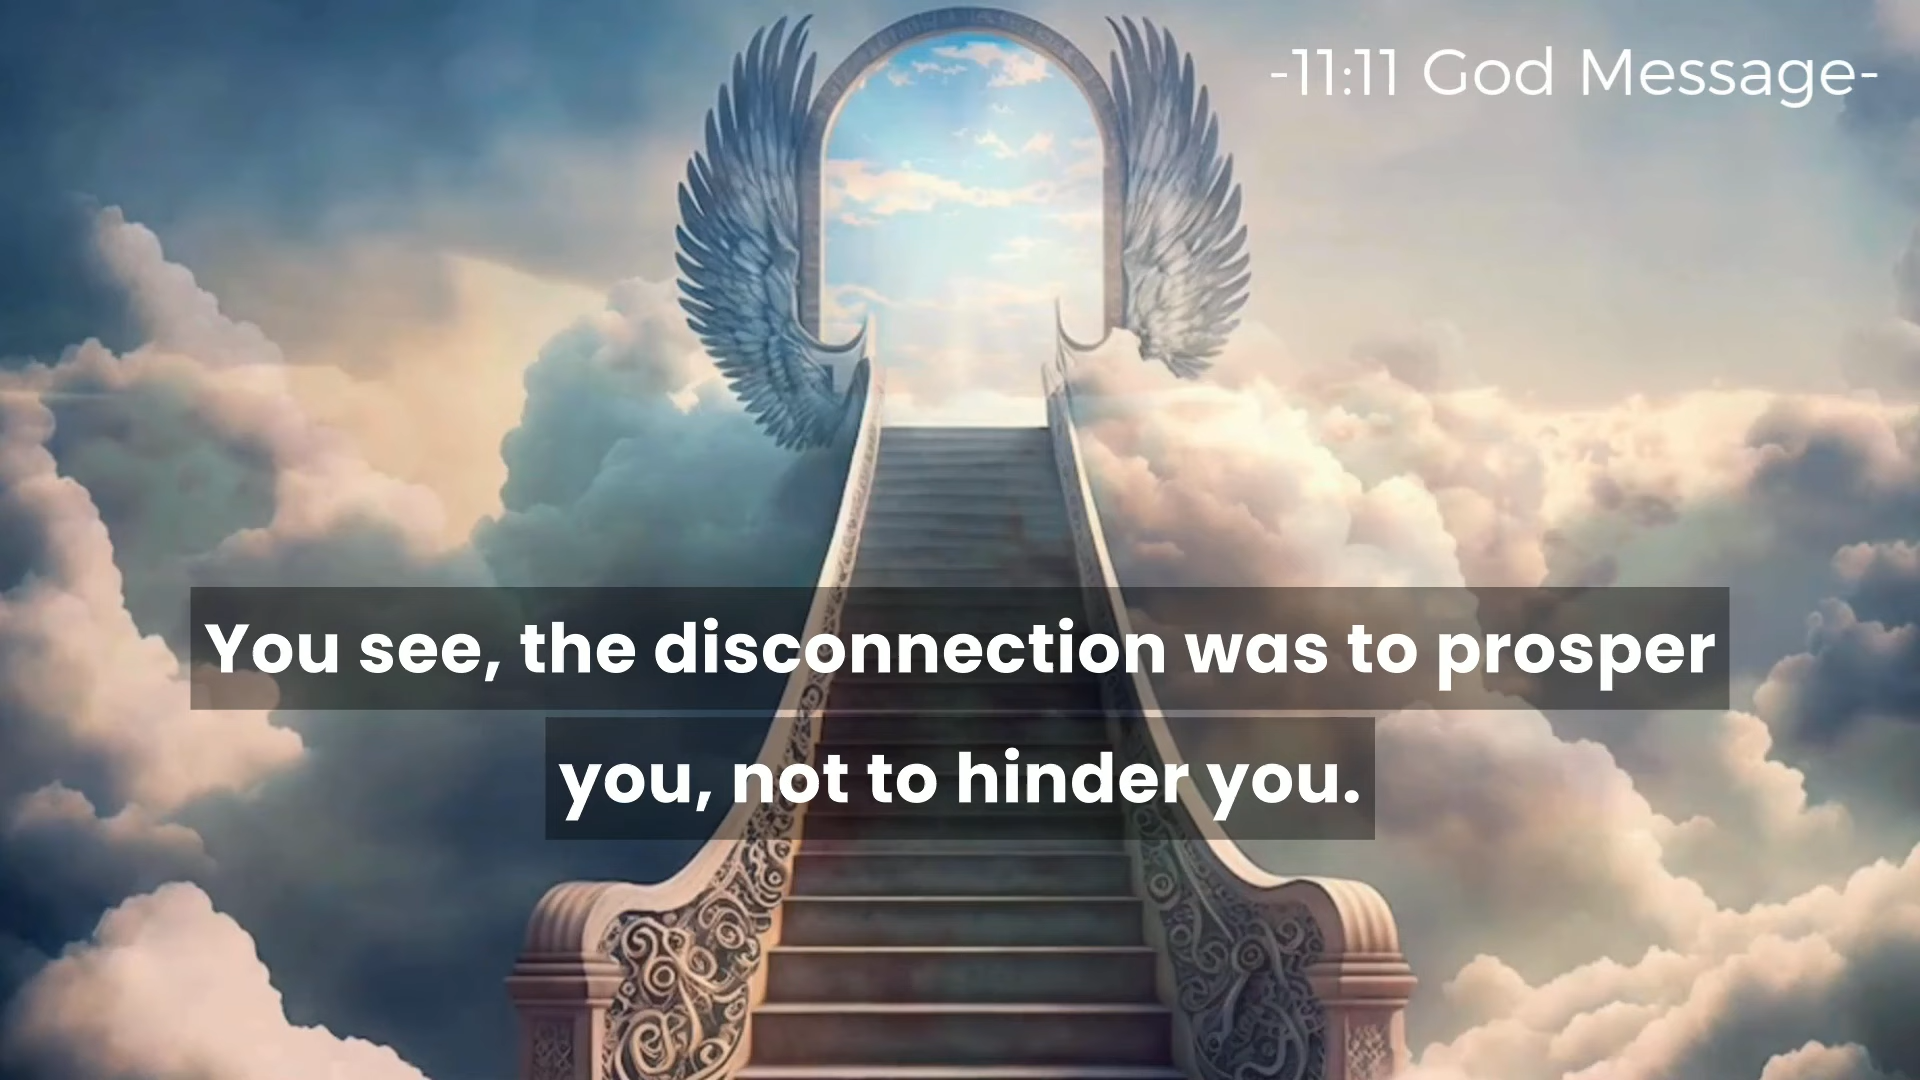 -11:11 God Message-
You see, the disconnection was to prosper
you, not to hinder you.